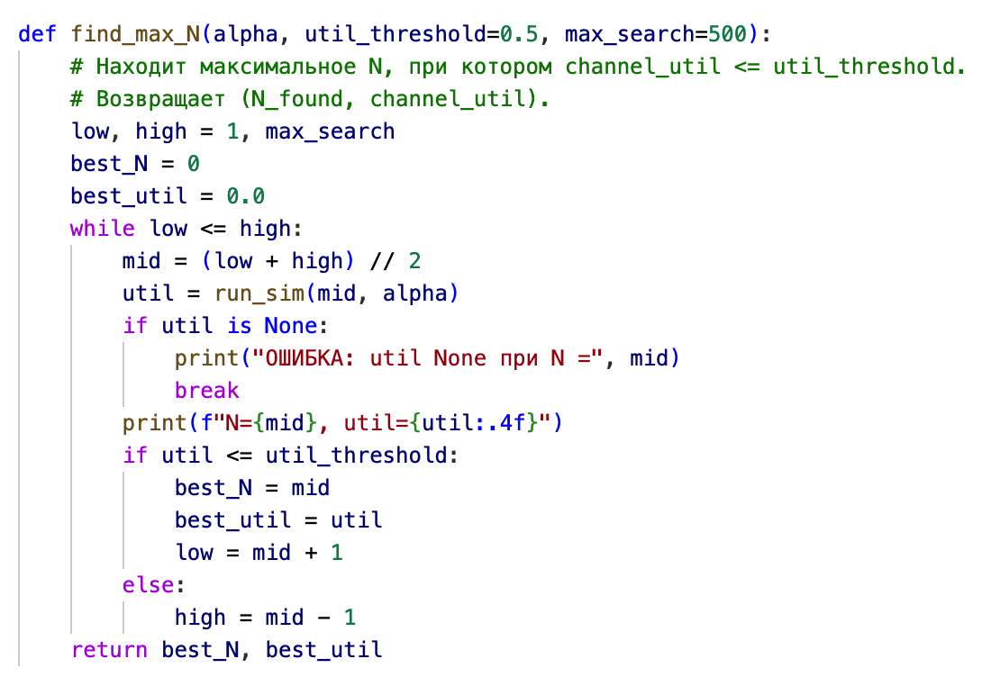 def find_max_N(alpha, util_threshold=0.5, max_search=500):
    # Находит максимальное N, при котором channel_util <= util_threshold.
    # Возвращает (N_found, channel_util).
    low, high = 1, max_search
    best_N = 0
    best_util = 0.0
    while low <= high:
        mid = (low + high) // 2
        util = run_sim(mid, alpha)
        if util is None:
            print("ОШИБКА: util None при N =", mid)
            break
        print(f"N={mid}, util={util:.4f}")
        if util <= util_threshold:
            best_N = mid
            best_util = util
            low = mid + 1
        else:
            high = mid - 1
    return best_N, best_util